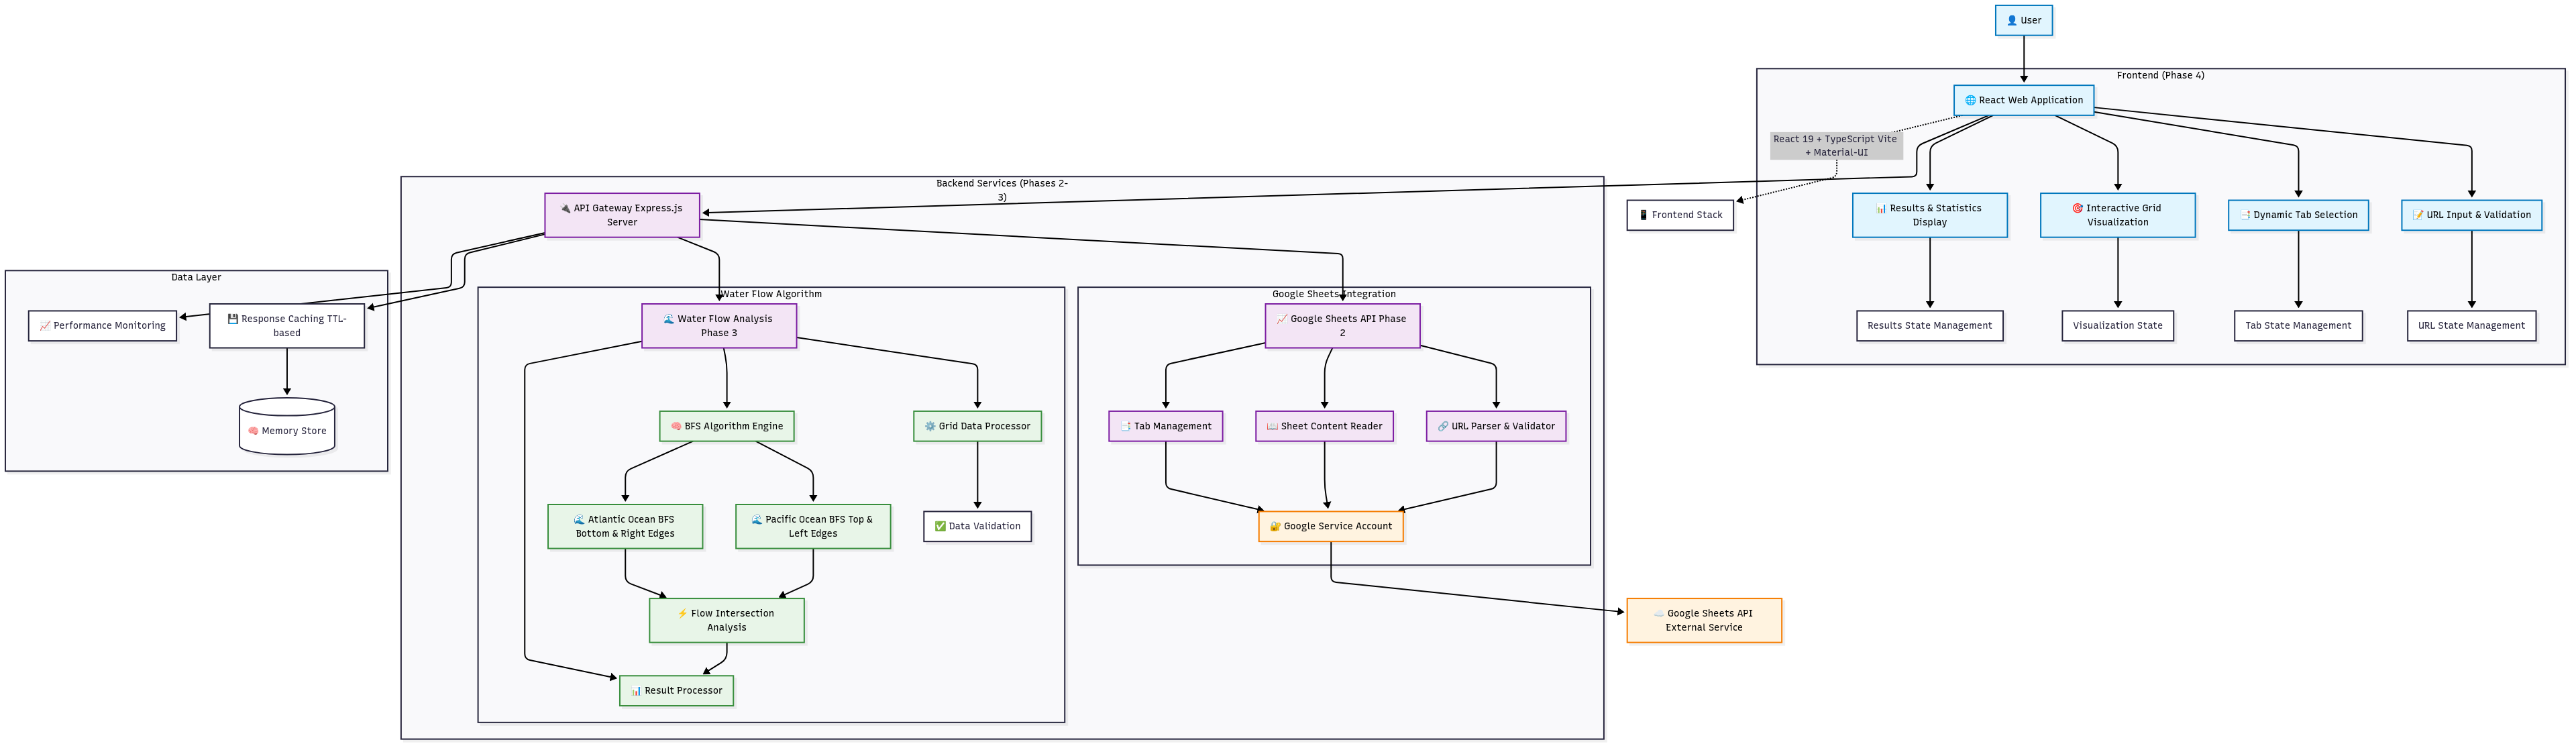 👤 User
Frontend (Phase 4)
🌐 React Web Application
React 19 + TypeScript Vite
+ Material-UI
📱 Frontend Stack
📊 Results & Statistics
Display
🎯 Interactive Grid
Visualization
📑 Dynamic Tab Selection
📝 URL Input & Validation
Results State Management
Visualization State
Tab State Management
URL State Management
Backend Services (Phases 2-
3)
🔌 API Gateway Express.js
Server
Data Layer
📈 Performance Monitoring
💾 Response Caching TTL-
based
🧠 Memory Store
Water Flow Algorithm
🌊 Water Flow Analysis
Phase 3
🧠 BFS Algorithm Engine
⚙️ Grid Data Processor
🌊 Atlantic Ocean BFS
Bottom & Right Edges
🌊 Pacific Ocean BFS Top &
Left Edges
✅ Data Validation
⚡ Flow Intersection
Analysis
📊 Result Processor
Google Sheets Integration
📈 Google Sheets API Phase
2
📑 Tab Management
📖 Sheet Content Reader
🔗 URL Parser & Validator
🔐 Google Service Account
☁️ Google Sheets API
External Service